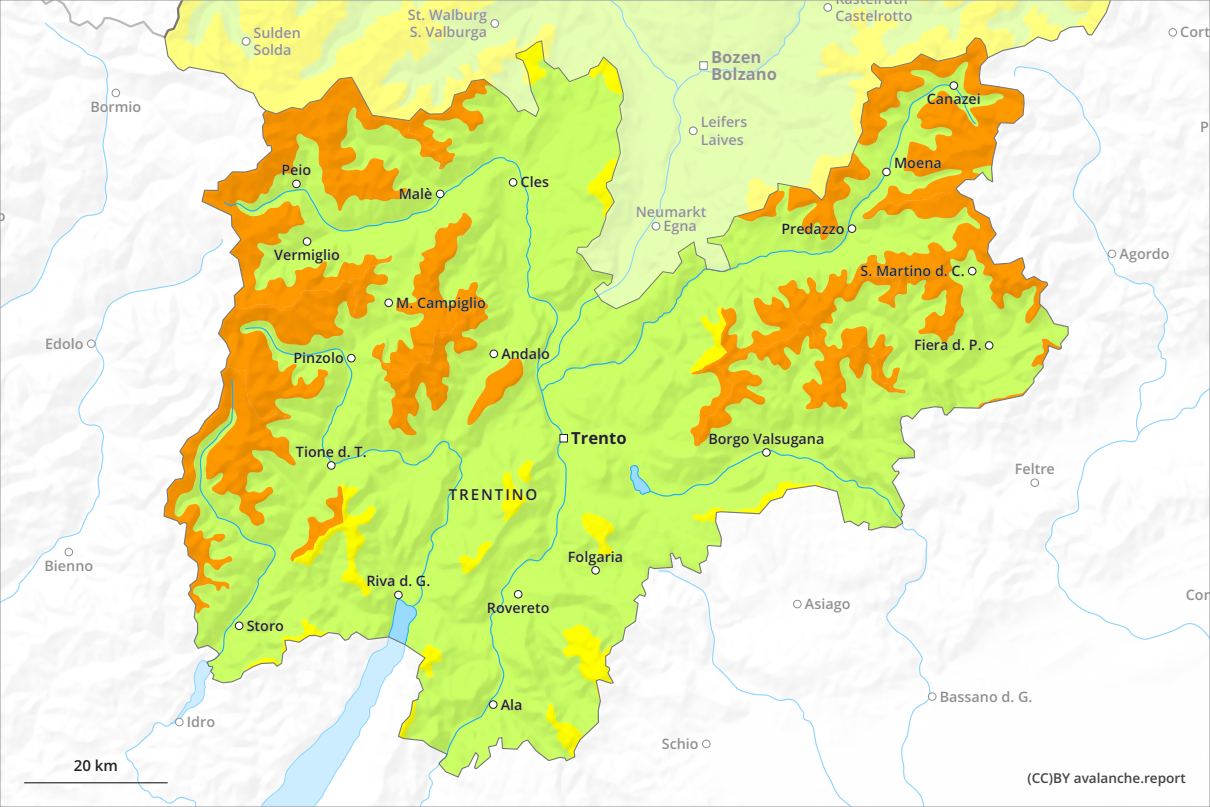 St. Walburg
S. Valburga
Kastelruth
Castelrotto
Sulden
Solda
Bozen
Bolzano
Bormio
Canazei
Leifers
Laives
Moena
Peio
Malè
Cles
Neumarkt
Egna
Predazzo
Vermiglio
Agordo
S. Martino d. C.
M. Campiglio
Edolo
Pinzolo
Andalo
Fiera d. P.
Trento
Borgo Valsugana
Tione d. T.
Feltre
TRENTINO
Bienno
Folgaria
Riva d. G.
Rovereto
Asiago
Storo
Bassano d. G.
Ala
Idro
Schio
20 km
(CC)BY avalanche.report